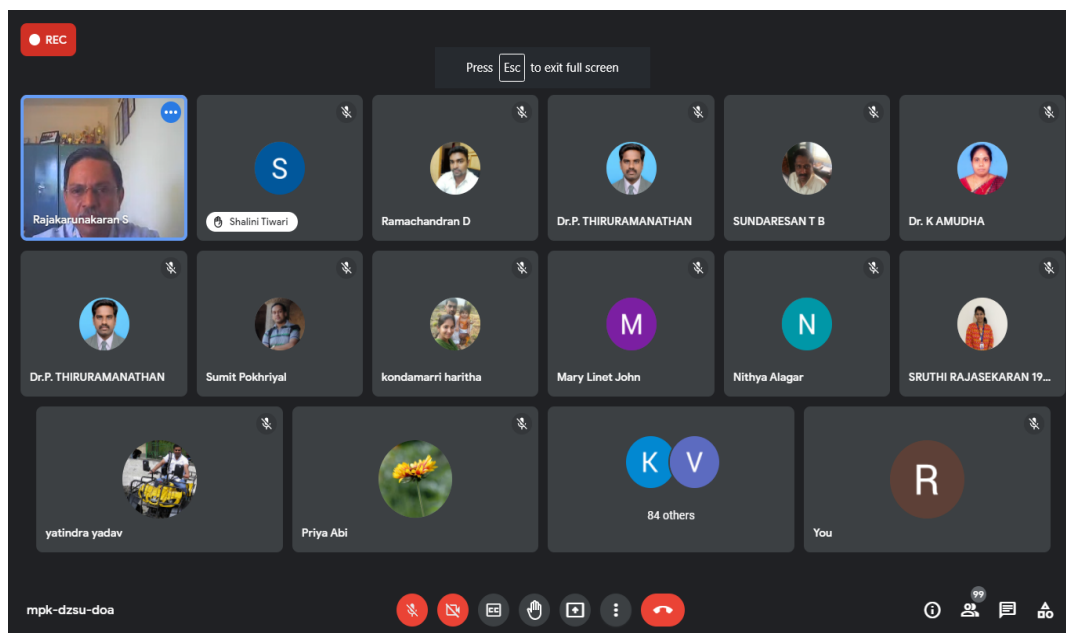 REC
Press Esc to exit full screen
Rajakarunakaran S
S
Shalini Tiwari
Ramachandran D
Dr.P. THIRURAMANATHAN
SUNDARESAN T B
Dr. K AMUDHA
Dr.P. THIRURAMANATHAN
Sumit Pokhriyal
kondamarri haritha
M
Mary Linet John
N
Nithya Alagar
SRUTHI RAJASEKARAN 19...
yatindra yadav
Priya Abi
K V
84 others
R
You
mpk-dzsu-doa
CC
99